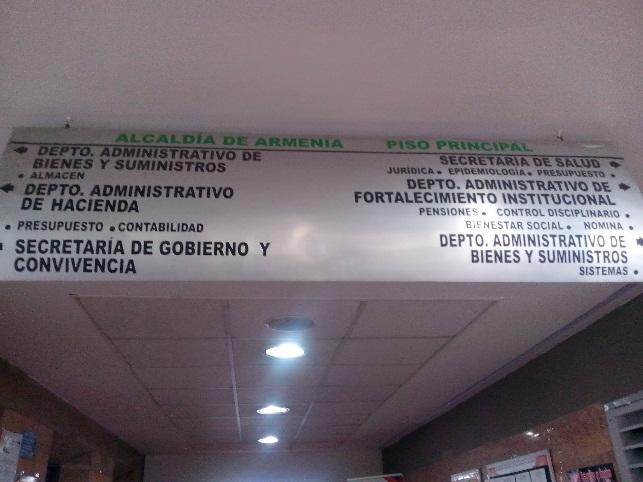 ALCALDÍA DE ARMENIA PISO PRINCIPAL
DEPTO. ADMINISTRATIVO DE
BIENES Y SUMINISTROS
• ALMACEN
DEPTO. ADMINISTRATIVO
DE HACIENDA
• PRESUPUESTO • CONTABILIDAD
SECRETARÍA DE GOBIERNO Y
CONVIVENCIA
SECRETARIA DE SALUD
JURÍDICA • EPIDEMIOLOGÍA • PRESUPUESTO •
DEPTO. ADMINISTRATIVO DE
FORTALECIMIENTO INSTITUCIONAL
PENSIONES • CONTROL DISCIPLINARIO •
BIENESTAR SOCIAL • NOMINA •
DEPTO. ADMINISTRATIVO DE
BIENES Y SUMINISTROS
SISTEMAS •